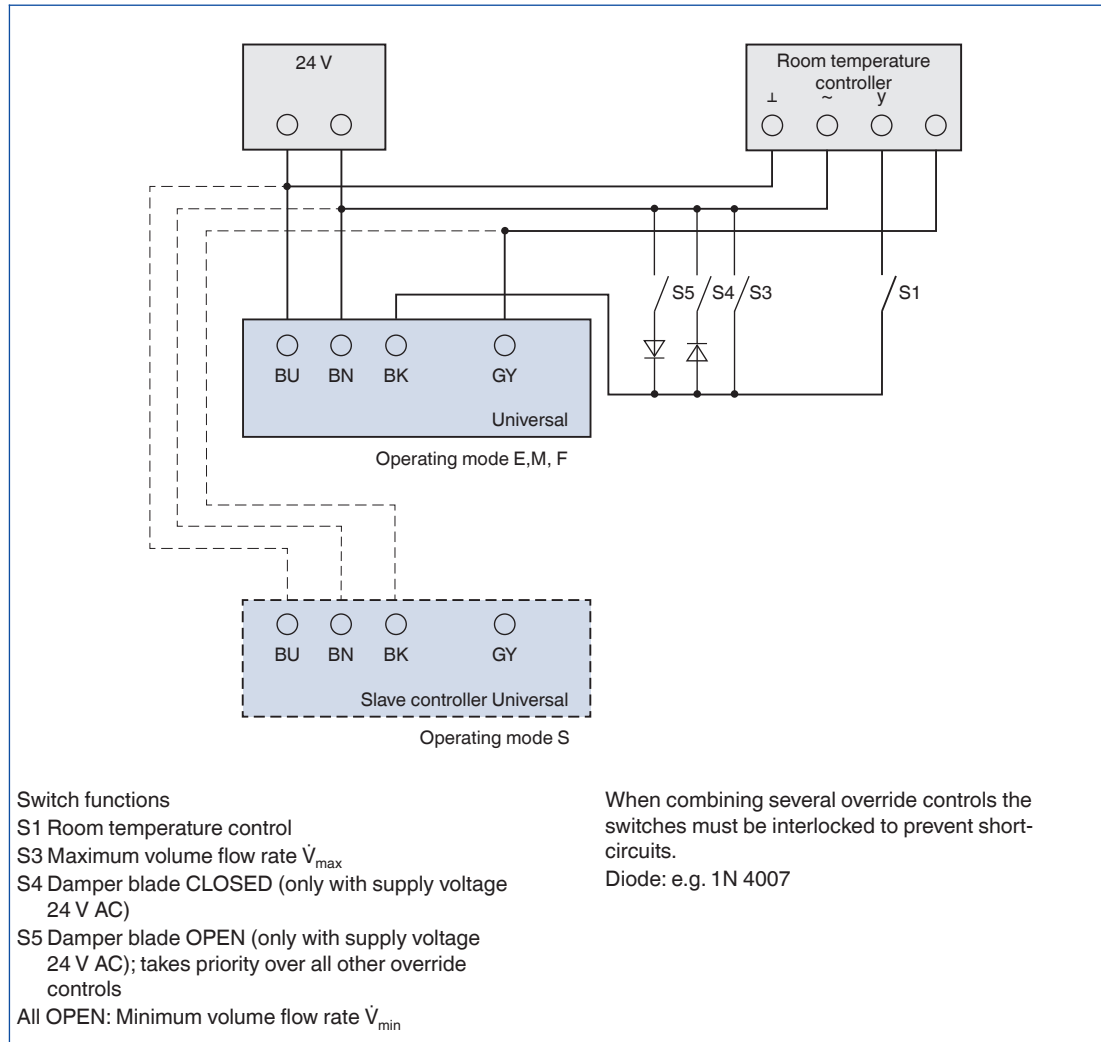 24 V
Room temperature
controller
⊥ ~ y
S5 S4 S3 S1
BU BN BK GY
Universal
Operating mode E,M, F
BU BN BK GY
Slave controller Universal
Operating mode S
Switch functions
S1 Room temperature control
S3 Maximum volume flow rate V̇max
S4 Damper blade CLOSED (only with supply voltage
24 V AC)
S5 Damper blade OPEN (only with supply voltage
24 V AC); takes priority over all other override
controls
All OPEN: Minimum volume flow rate V̇min
When combining several override controls the
switches must be interlocked to prevent short-
circuits.
Diode: e.g. 1N 4007